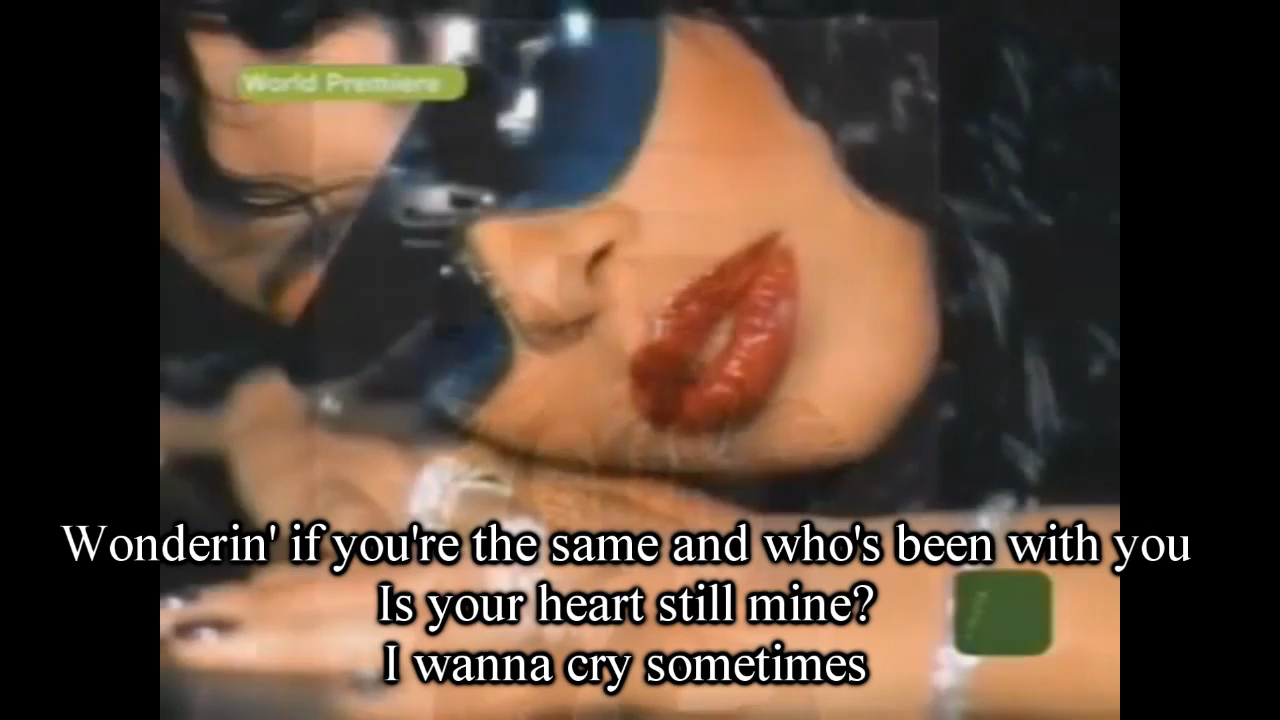 World Premiere
Wonderin' if you're the same and who's been with you
Is your heart still mine?
I wanna cry sometimes